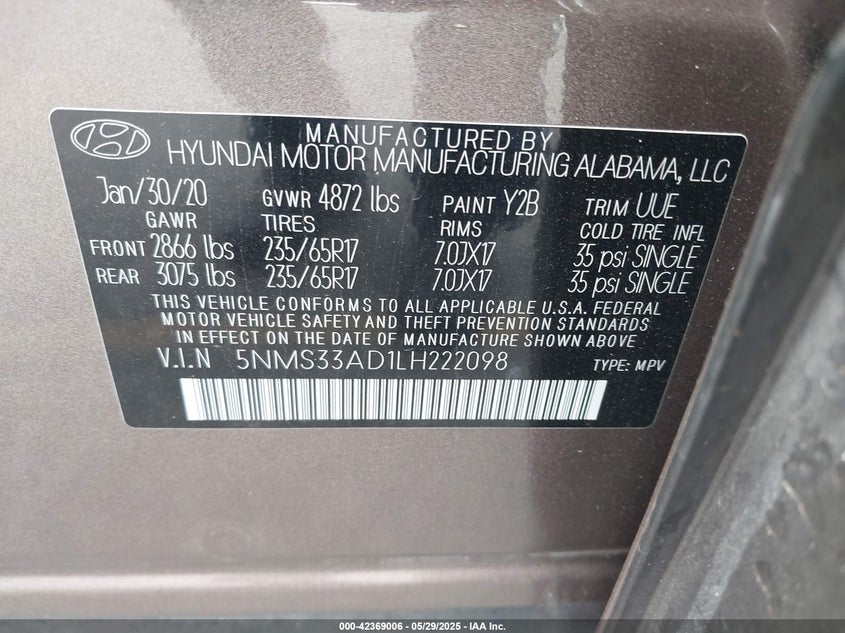 MANUFACTURED BY
HYUNDAI MOTOR MANUFACTURING ALABAMA, LLC
Jan/30/20 GVWR 4872 lbs PAINT Y2B TRIM UUE
GAWR TIRES RIMS COLD TIRE INFL
FRONT 2866 lbs 235/65R17 7.0JX17 35 psi SINGLE
REAR 3075 lbs 235/65R17 7.0JX17 35 psi SINGLE
THIS VEHICLE CONFORMS TO ALL APPLICABLE U.S.A. FEDERAL
MOTOR VEHICLE SAFETY AND THEFT PREVENTION STANDARDS
IN EFFECT ON THE DATE OF MANUFACTURE SHOWN ABOVE
V.I.N 5NMS33AD1LH222098 TYPE: MPV
000-42369006 - 05/29/2025 - IAA Inc.